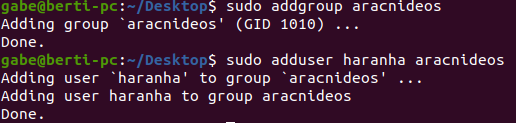 gabe@berti-pc:~/Desktop$ sudo addgroup aracnideos
Adding group `aracnideos' (GID 1010) ...
Done.
gabe@berti-pc:~/Desktop$ sudo adduser haranha aracnideos
Adding user `haranha' to group `aracnideos' ...
Adding user haranha to group aracnideos
Done.